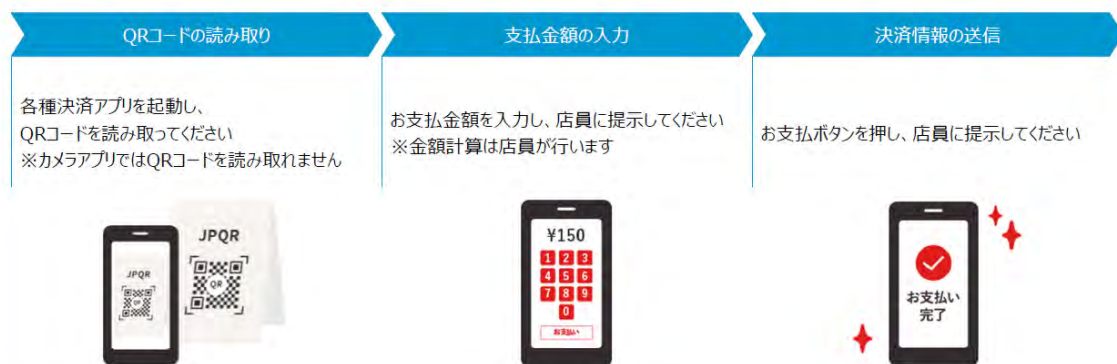 QRコードの読み取り
支払金額の入力
決済情報の送信
各種決済アプリを起動し、
QRコードを読み取ってください
※カメラアプリではQRコードを読み取れません
お支払金額を入力し、店員に提示してください
※金額計算は店員が行います
お支払ボタンを押し、店員に提示してください
JPQR
QR
JPQR
QR
¥150
1 2 3
4 5 6
7 8 9
0
お支払い
お支払い
完了